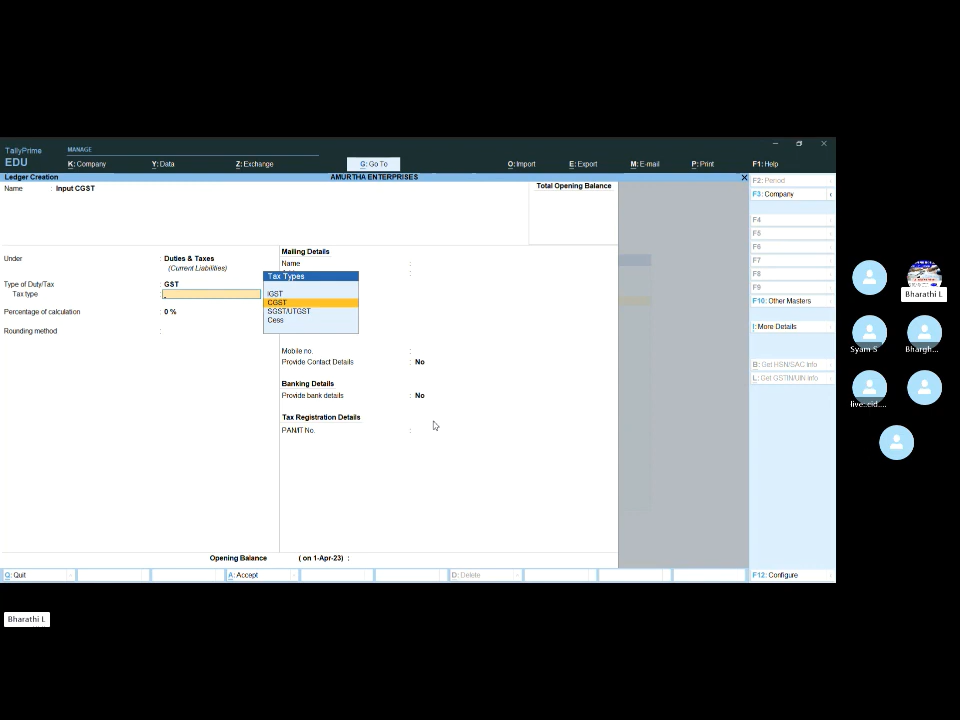 TallyPrime
EDU
MANAGE
K: Company Y: Data Z: Exchange G: Go To O: Import E: Export M: E-mail P: Print F1: Help
Ledger Creation AMURTHA ENTERPRISES
Name : Input CGST
Total Opening Balance
Under : Duties & Taxes
(Current Liabilities)
Type of Duty/Tax : GST
Tax type :
Percentage of calculation : 0 %
Rounding method :
Mailing Details
Name :
Tax Types
IGST
CGST
SGST/UTGST
Cess
Mobile no. :
Provide Contact Details : No
Banking Details
Provide bank details : No
Tax Registration Details
PAN/IT No. :
Opening Balance ( on 1-Apr-23) :
Q: Quit A: Accept D: Delete
F2: Period
F3: Company
F4
F5
F6
F7
F8
F9
F10: Other Masters
I: More Details
B: Get HSN/SAC Info
L: Get GSTIN/UIN Info
F12: Configure
Bharathi L
Syam S
Bhargh...
live:.cid....
Bharathi L